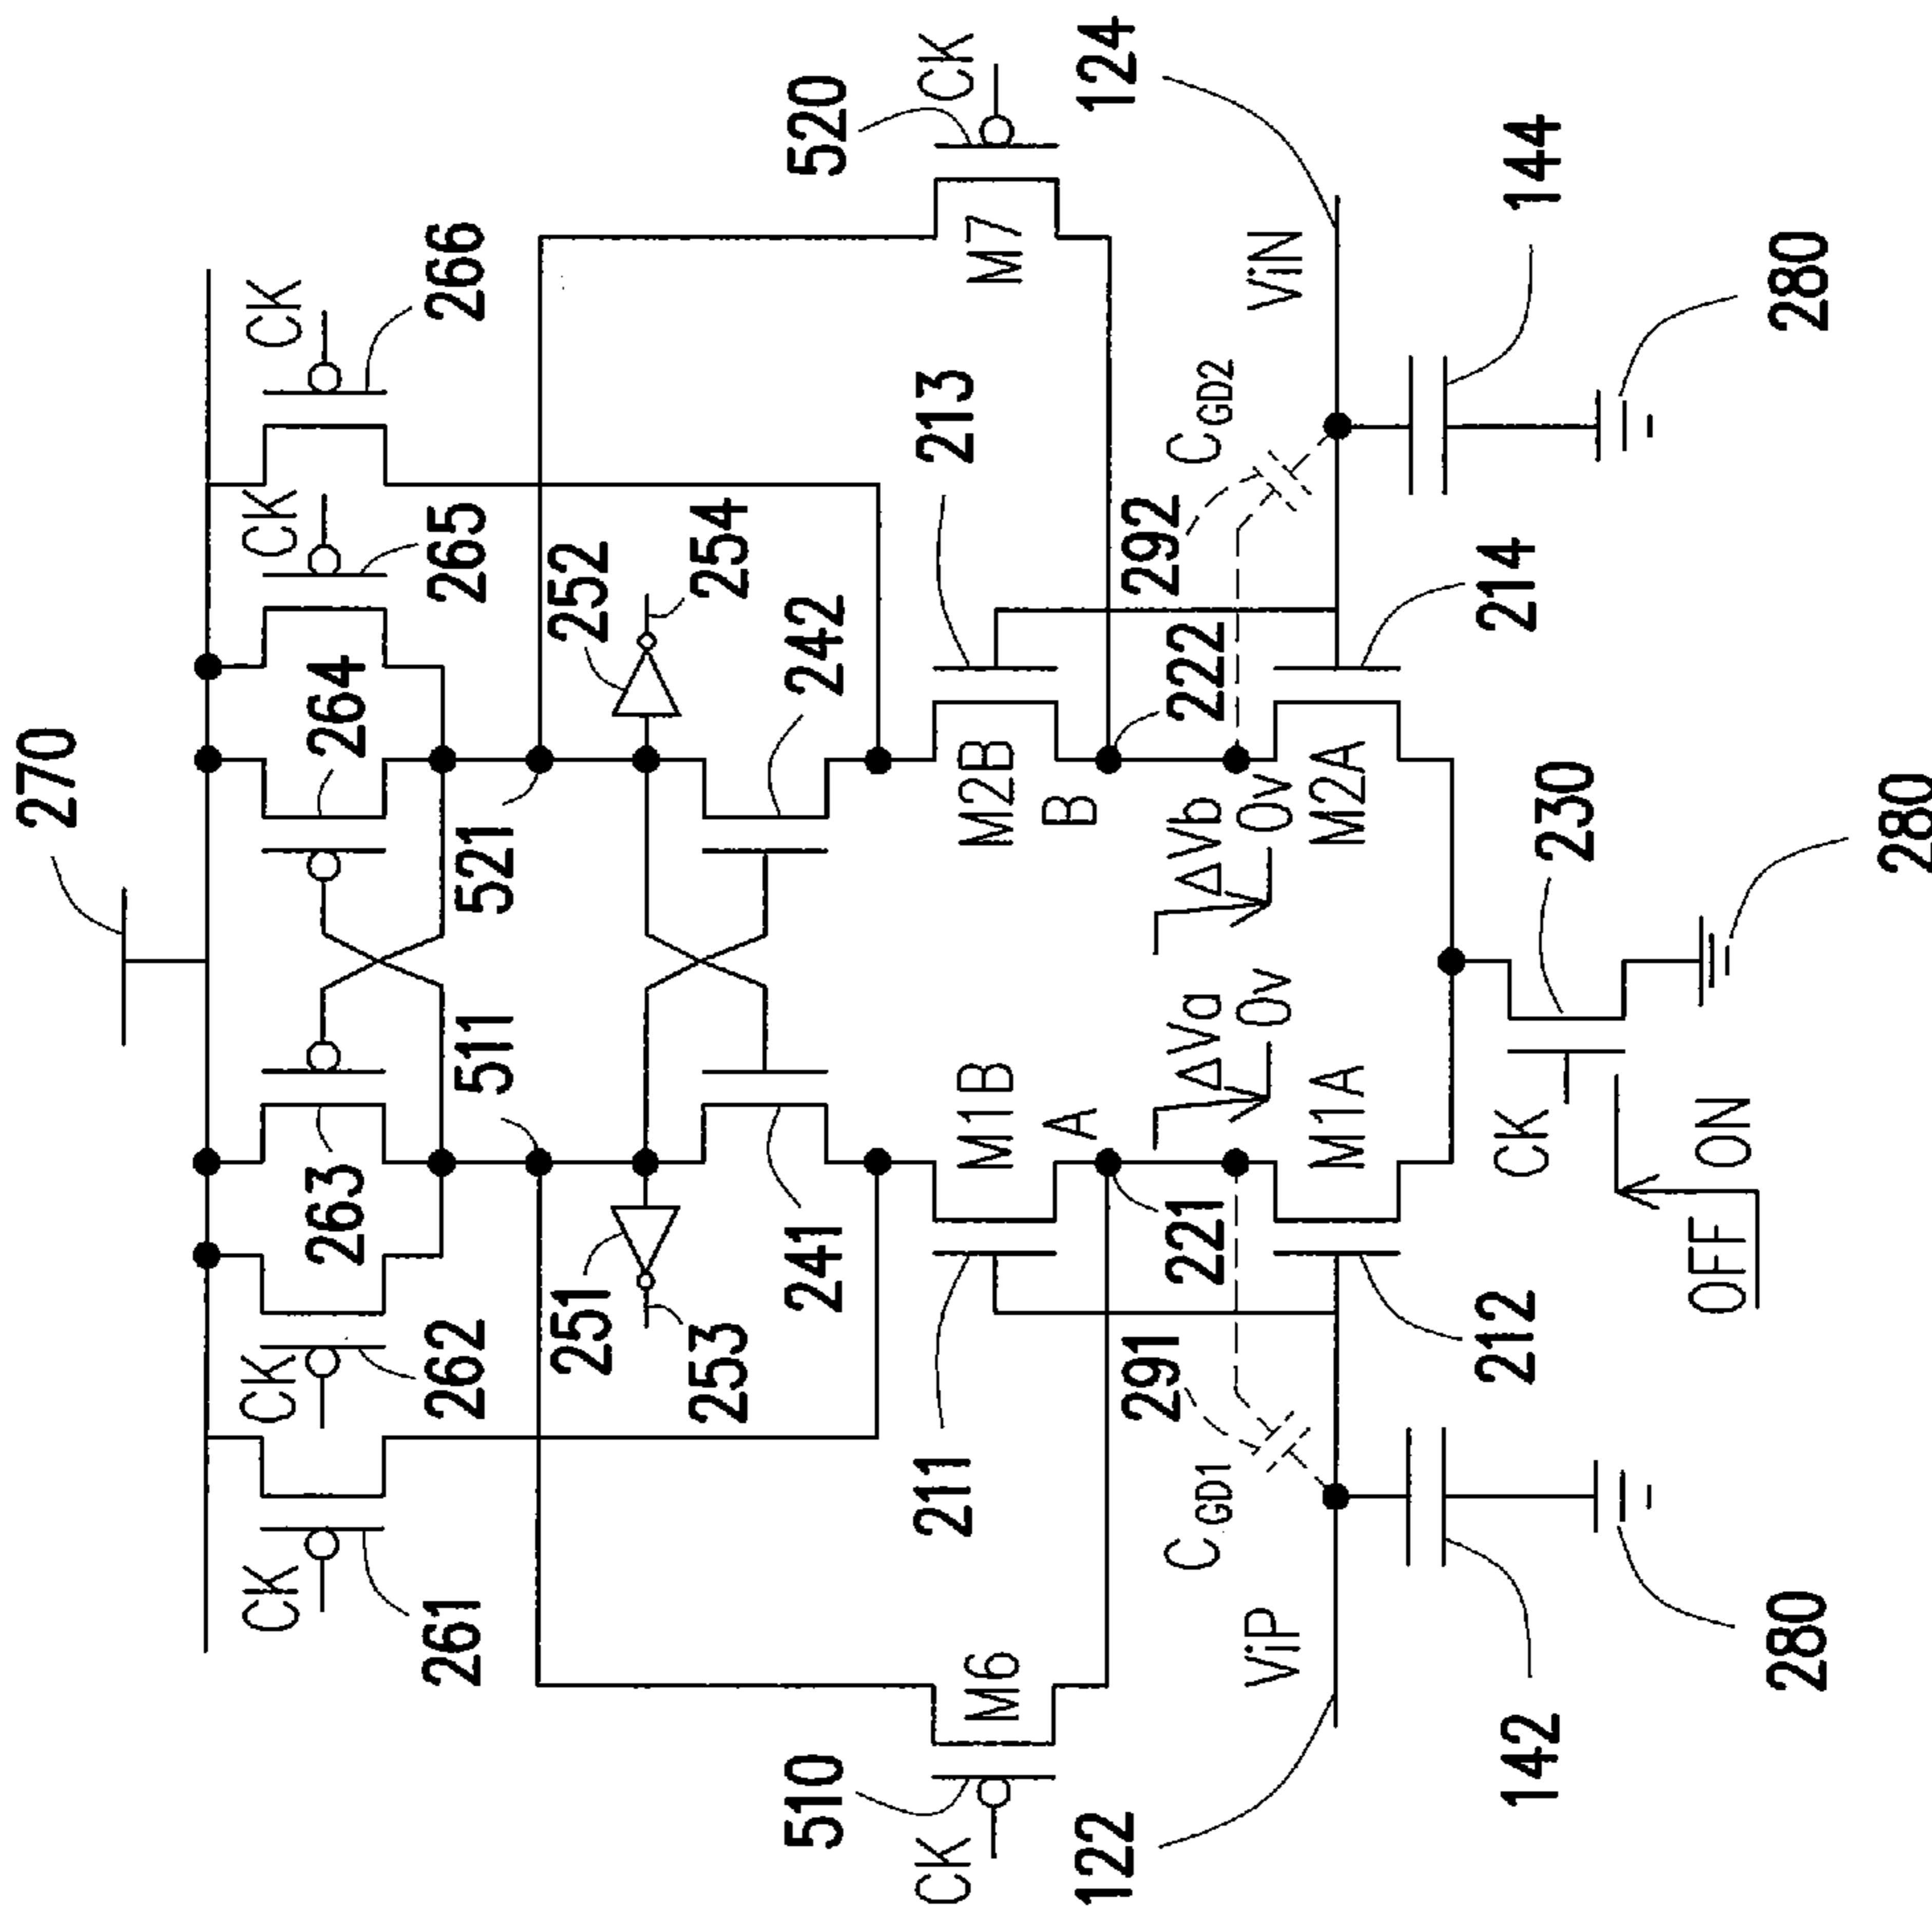 270
CK
261
CK
262
263
264
CK
265
CK
266
511
521
251
253
252
254
241
242
510
CK
M6
211
M1B
A
M2B
B
213
M7
520
CK
122
ViP
CGD1
291
221
ΔVa
0v
M1A
212
ΔVb
0v
M2A
222
292
CGD2
214
ViN
124
142
280
CK
230
OFF
ON
280
144
280